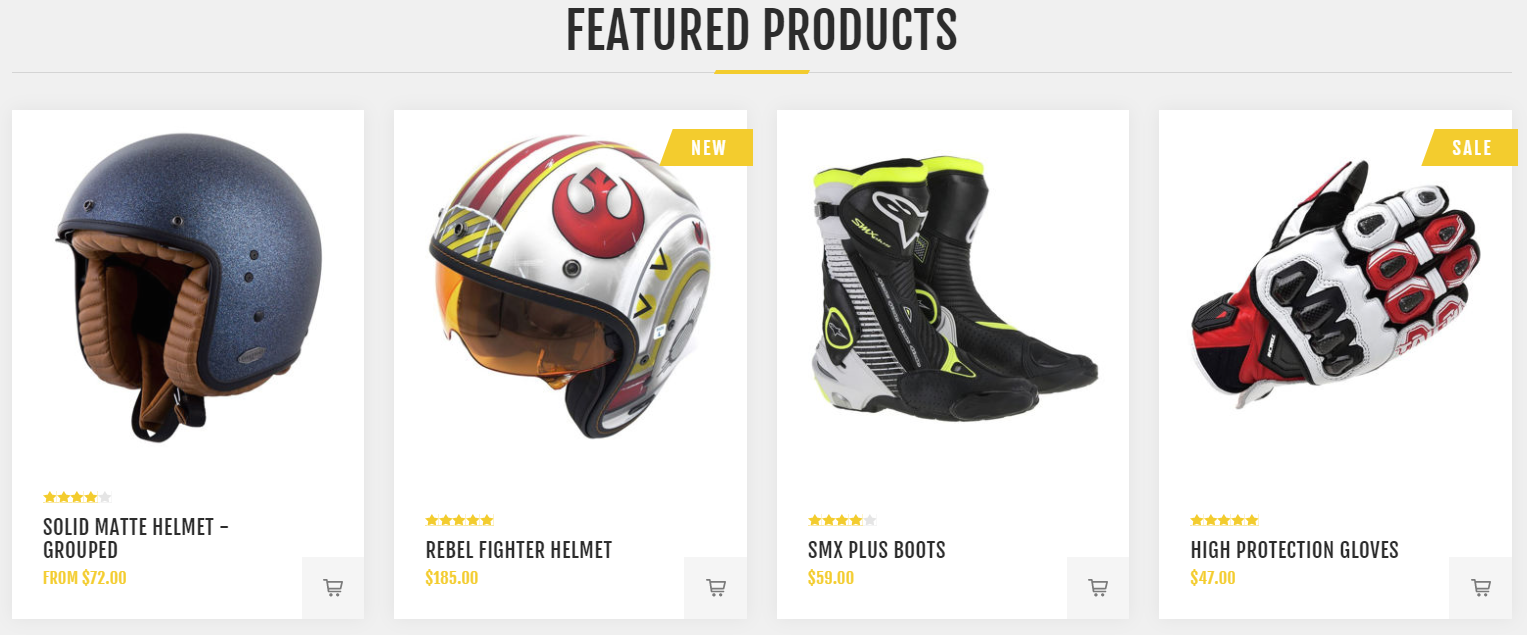 FEATURED PRODUCTS
NEW
SALE
SMX
SOLID MATTE HELMET -
GROUPED
FROM $72.00
REBEL FIGHTER HELMET
$185.00
SMX PLUS BOOTS
$59.00
HIGH PROTECTION GLOVES
$47.00